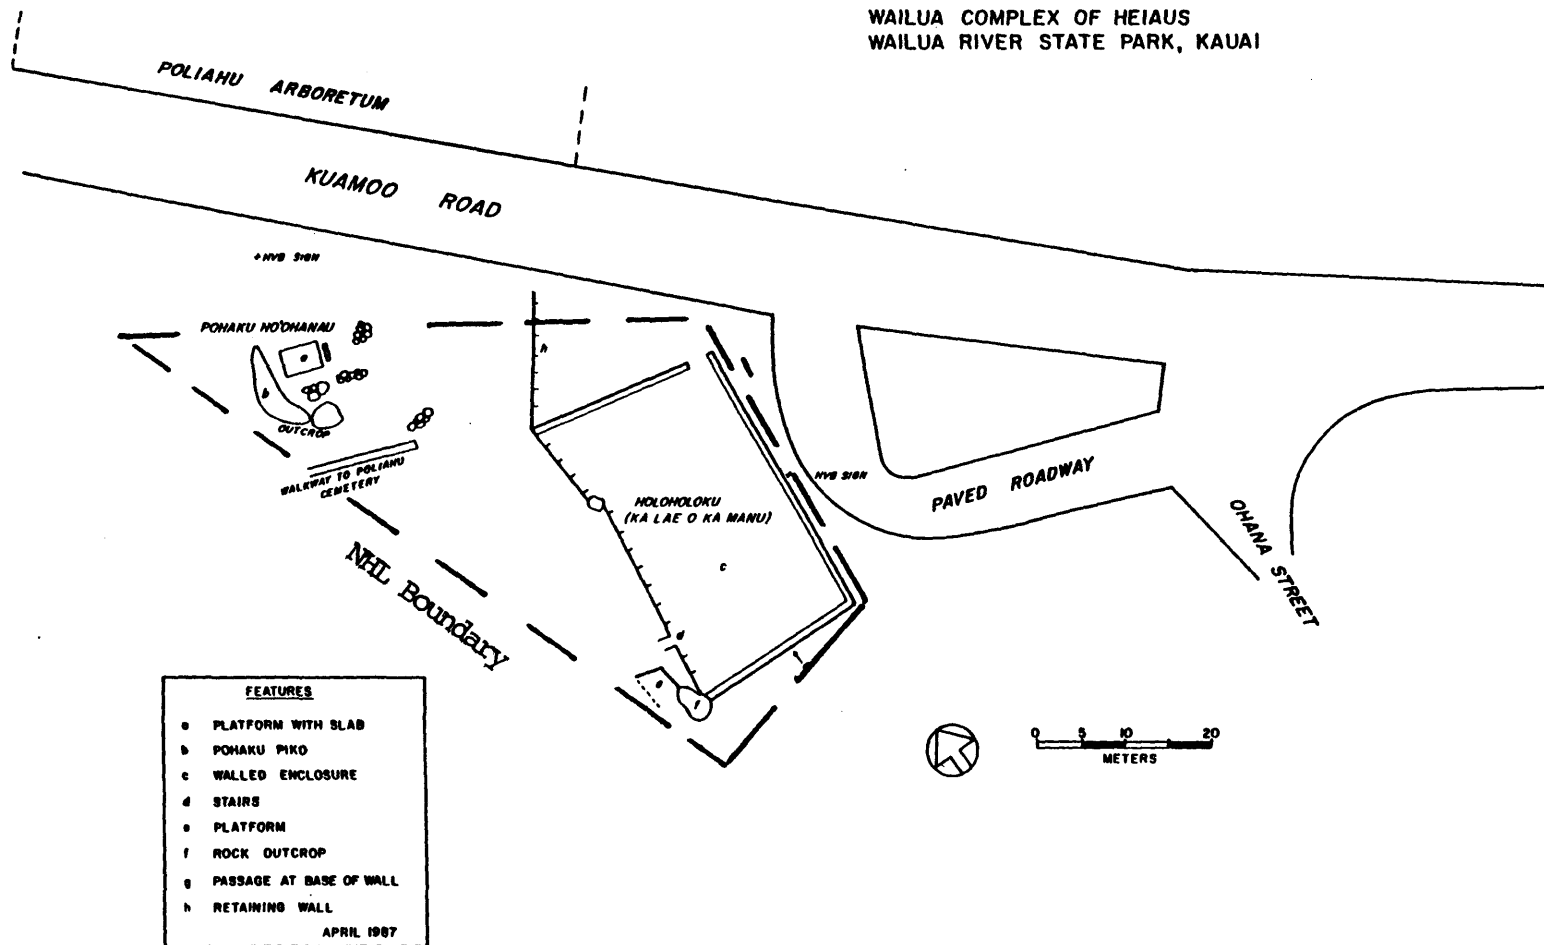 WAILUA COMPLEX OF HEIAUS
WAILUA RIVER STATE PARK, KAUAI
POLIAHU ARBORETUM
KUAMOO ROAD
+ HVB SIGN
POHAKU HO'OHANAU
a
b
OUTCROP
WALKWAY TO POLIAHU
CEMETERY
h
HOLOHOLOKU
(KA LAE O KA MANU)
c
HVB SIGN
PAVED ROADWAY
OHANA STREET
NHL Boundary
d
e
f
FEATURES
a PLATFORM WITH SLAB
b POHAKU PIKO
c WALLED ENCLOSURE
d STAIRS
e PLATFORM
f ROCK OUTCROP
g PASSAGE AT BASE OF WALL
h RETAINING WALL
APRIL 1987
0 5 10 20
METERS